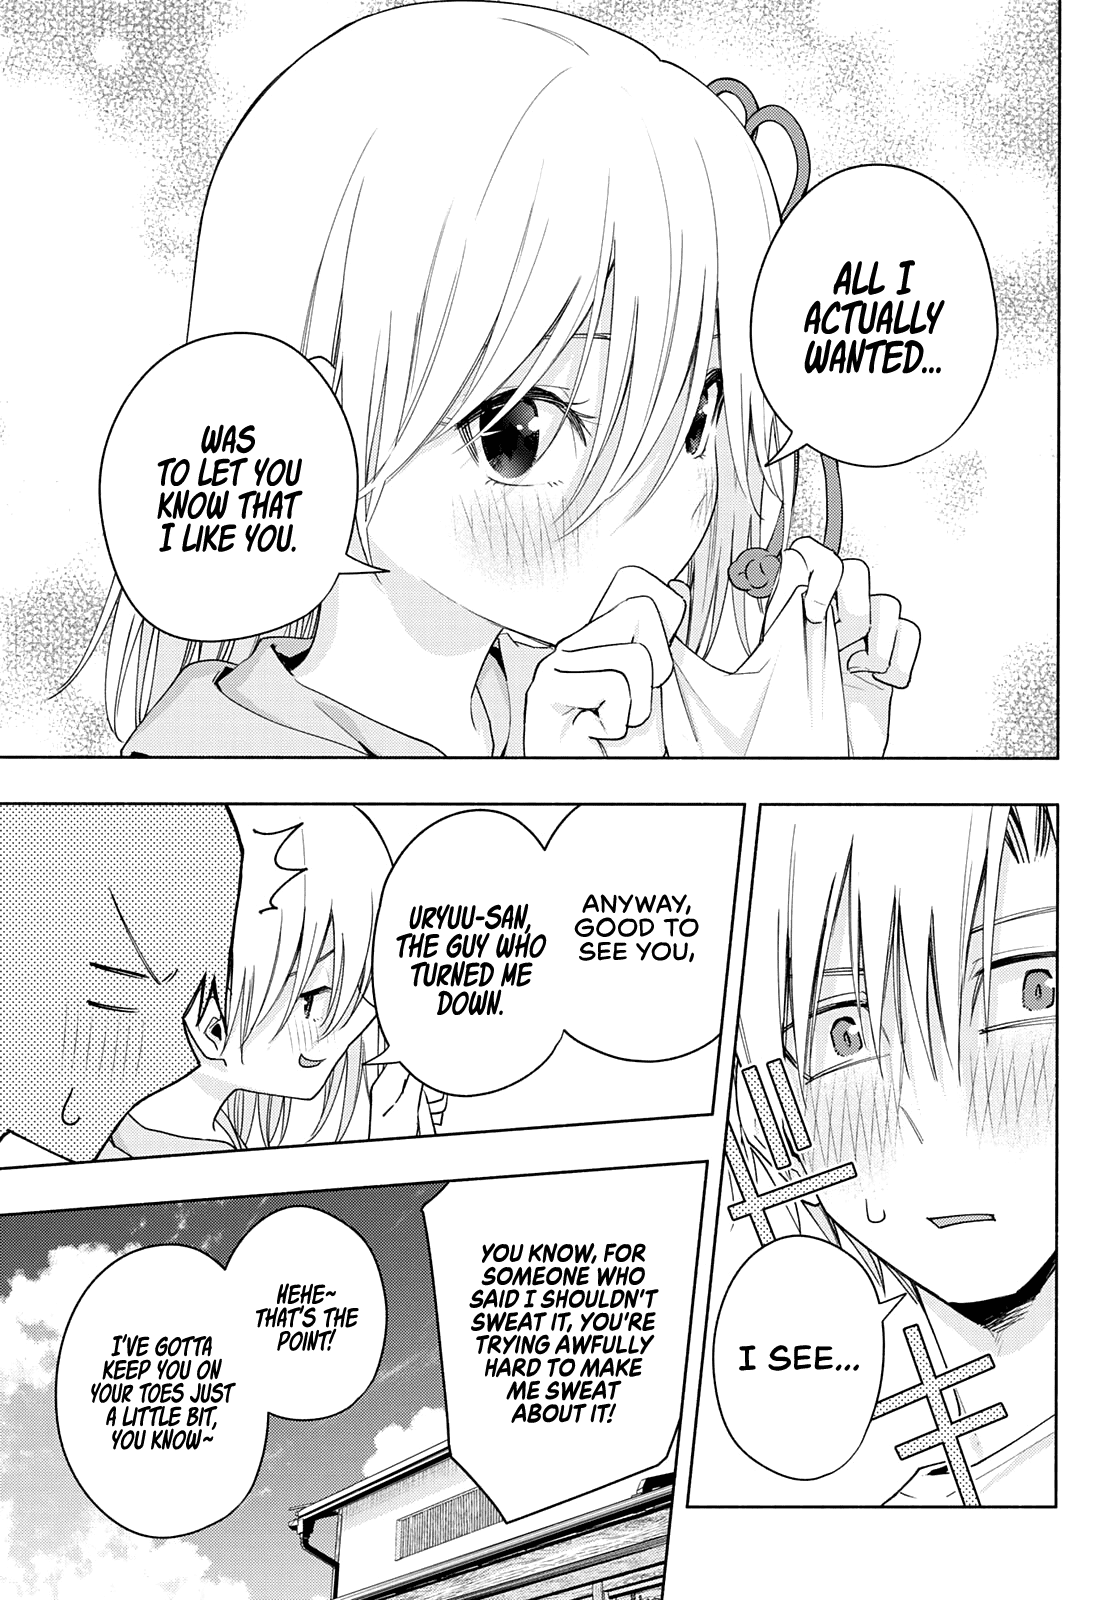 ALL I
ACTUALLY
WANTED...
WAS
TO LET YOU
KNOW THAT
I LIKE YOU.
I SEE...
ANYWAY,
GOOD TO
SEE YOU,
URYUU-SAN,
THE GUY WHO
TURNED ME
DOWN.
YOU KNOW, FOR
SOMEONE WHO
SAID I SHOULDN'T
SWEAT IT, YOU'RE
TRYING AWFULLY
HARD TO MAKE
ME SWEAT
ABOUT IT!
HEHE~
THAT'S THE
POINT!
I'VE GOTTA
KEEP YOU ON
YOUR TOES JUST
A LITTLE BIT,
YOU KNOW~